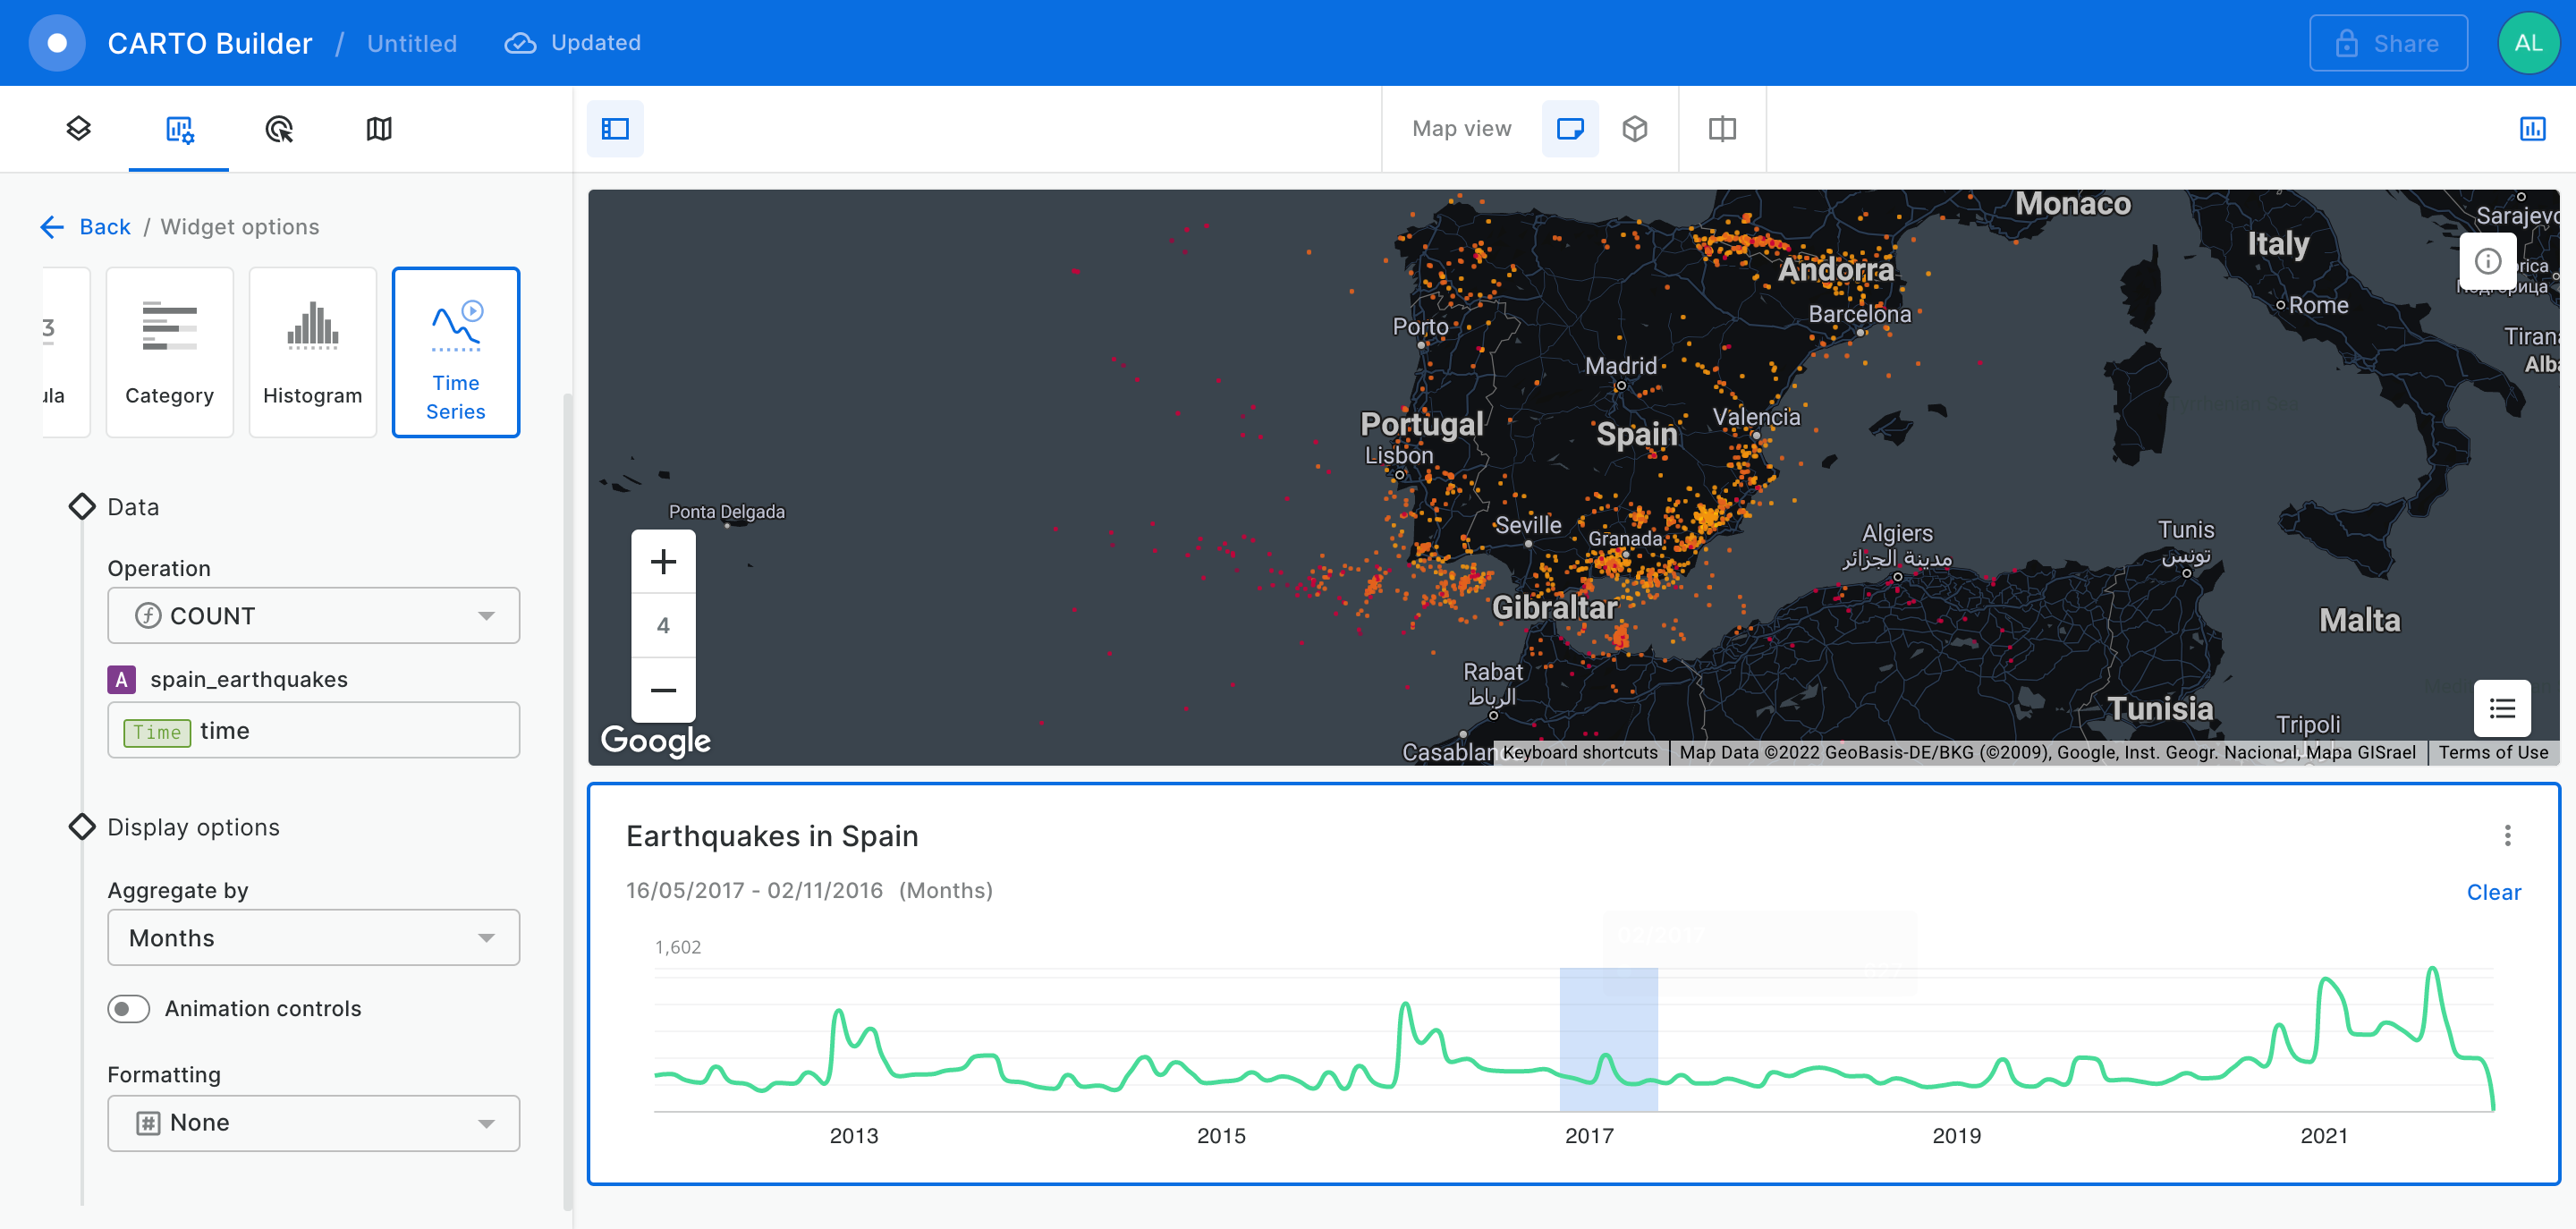 CARTO Builder / Untitled Updated
Share
AL
Map view
Back / Widget options
3
ula
Category
Histogram
Time
Series
Data
Operation
COUNT
A spain_earthquakes
Time time
Display options
Aggregate by
Months
Animation controls
Formatting
None
Monaco
Sarajevo
Italy
Andorra
Rome
Barcelona
Porto
Tirana
Madrid
Alba
Portugal
Spain
Valencia
Lisbon
Ponta Delgada
Seville
Granada
Algiers
مدينة الجزائر
Tunis
تونس
Gibraltar
Malta
4
Rabat
الرباط
Tunisia
Tripoli
Google
Casablanc
Keyboard shortcuts
Map Data ©2022 GeoBasis-DE/BKG (©2009), Google, Inst. Geogr. Nacional, Mapa GISrael
Terms of Use
Earthquakes in Spain
16/05/2017 - 02/11/2016 (Months)
Clear
02/2017
1,602
2013
2015
2017
2019
2021